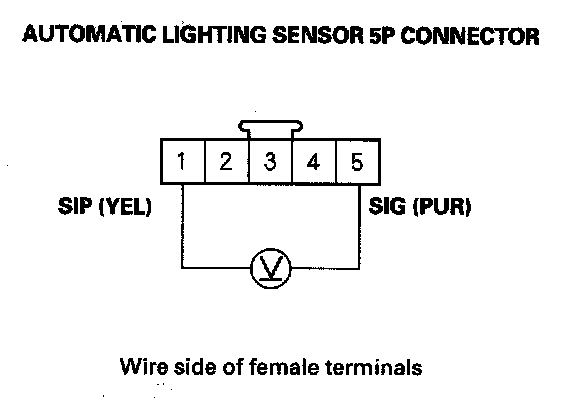 AUTOMATIC LIGHTING SENSOR 5P CONNECTOR
1 2 3 4 5
SIP (YEL) SIG (PUR)
V
Wire side of female terminals